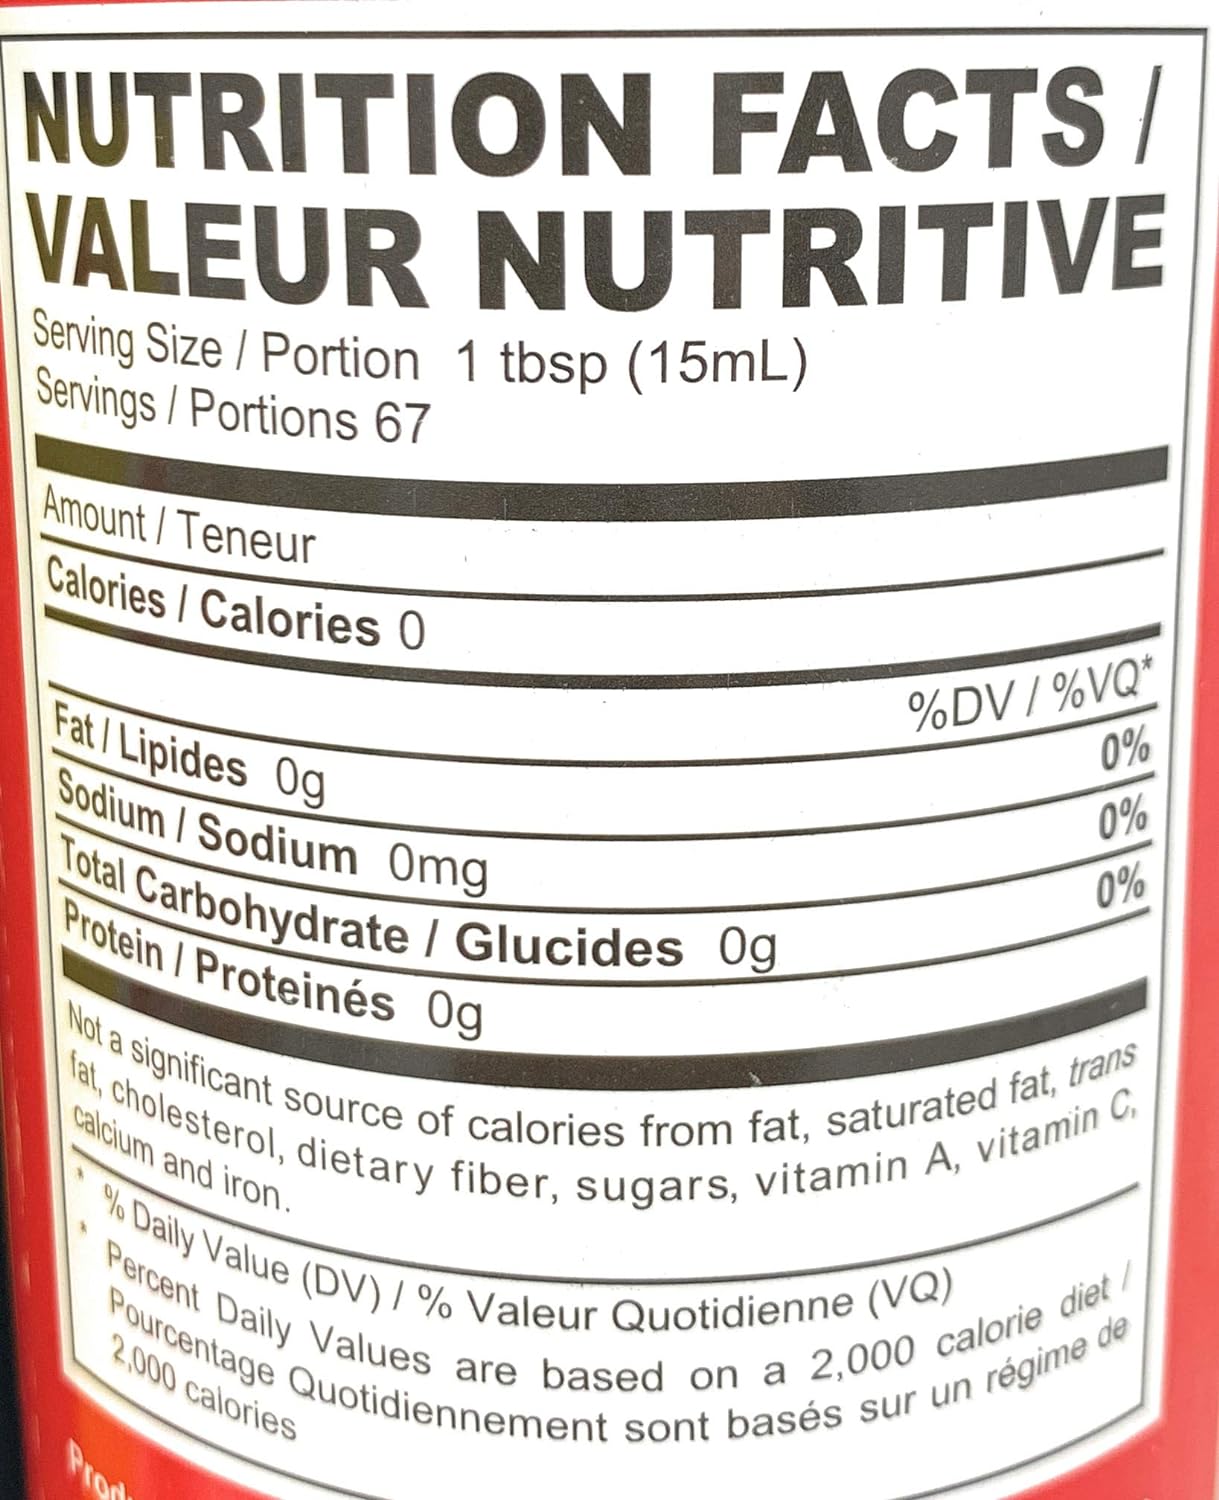 NUTRITION FACTS /
VALEUR NUTRITIVE
Serving Size / Portion 1 tbsp (15mL)
Servings / Portions 67
Amount / Teneur
Calories / Calories 0
%DV / %VQ*
Fat / Lipides 0g 0%
Sodium / Sodium 0mg 0%
Total Carbohydrate / Glucides 0g 0%
Protein / Proteinés 0g
Not a significant source of calories from fat, saturated fat, trans
fat, cholesterol, dietary fiber, sugars, vitamin A, vitamin C,
calcium and iron.
* % Daily Value (DV) / % Valeur Quotidienne (VQ)
* Percent Daily Values are based on a 2,000 calorie diet /
Pourcentage Quotidiennement sont basés sur un régime de
2,000 calories